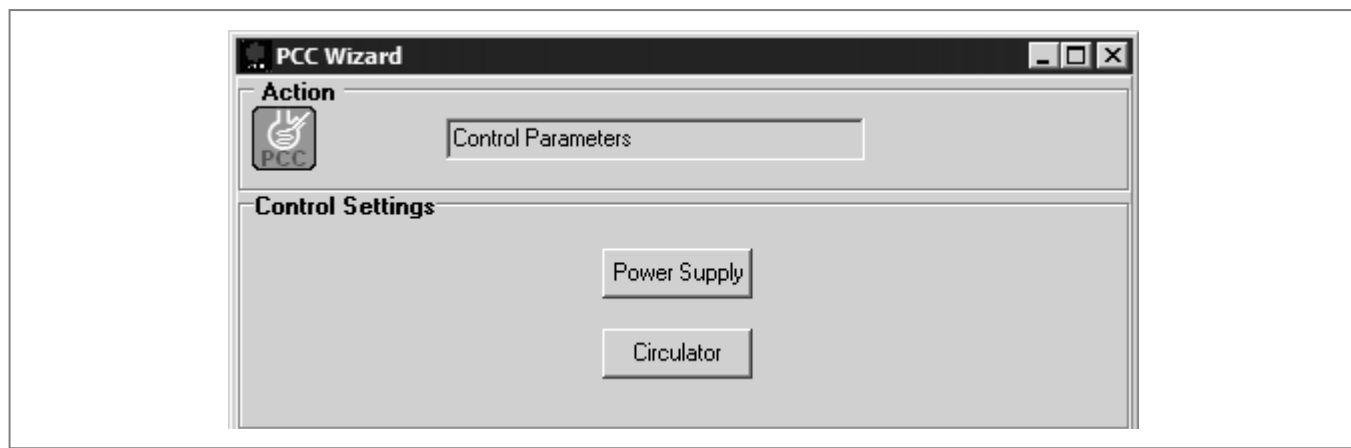 PCC Wizard
Action
PCC
Control Parameters
Control Settings
Power Supply
Circulator